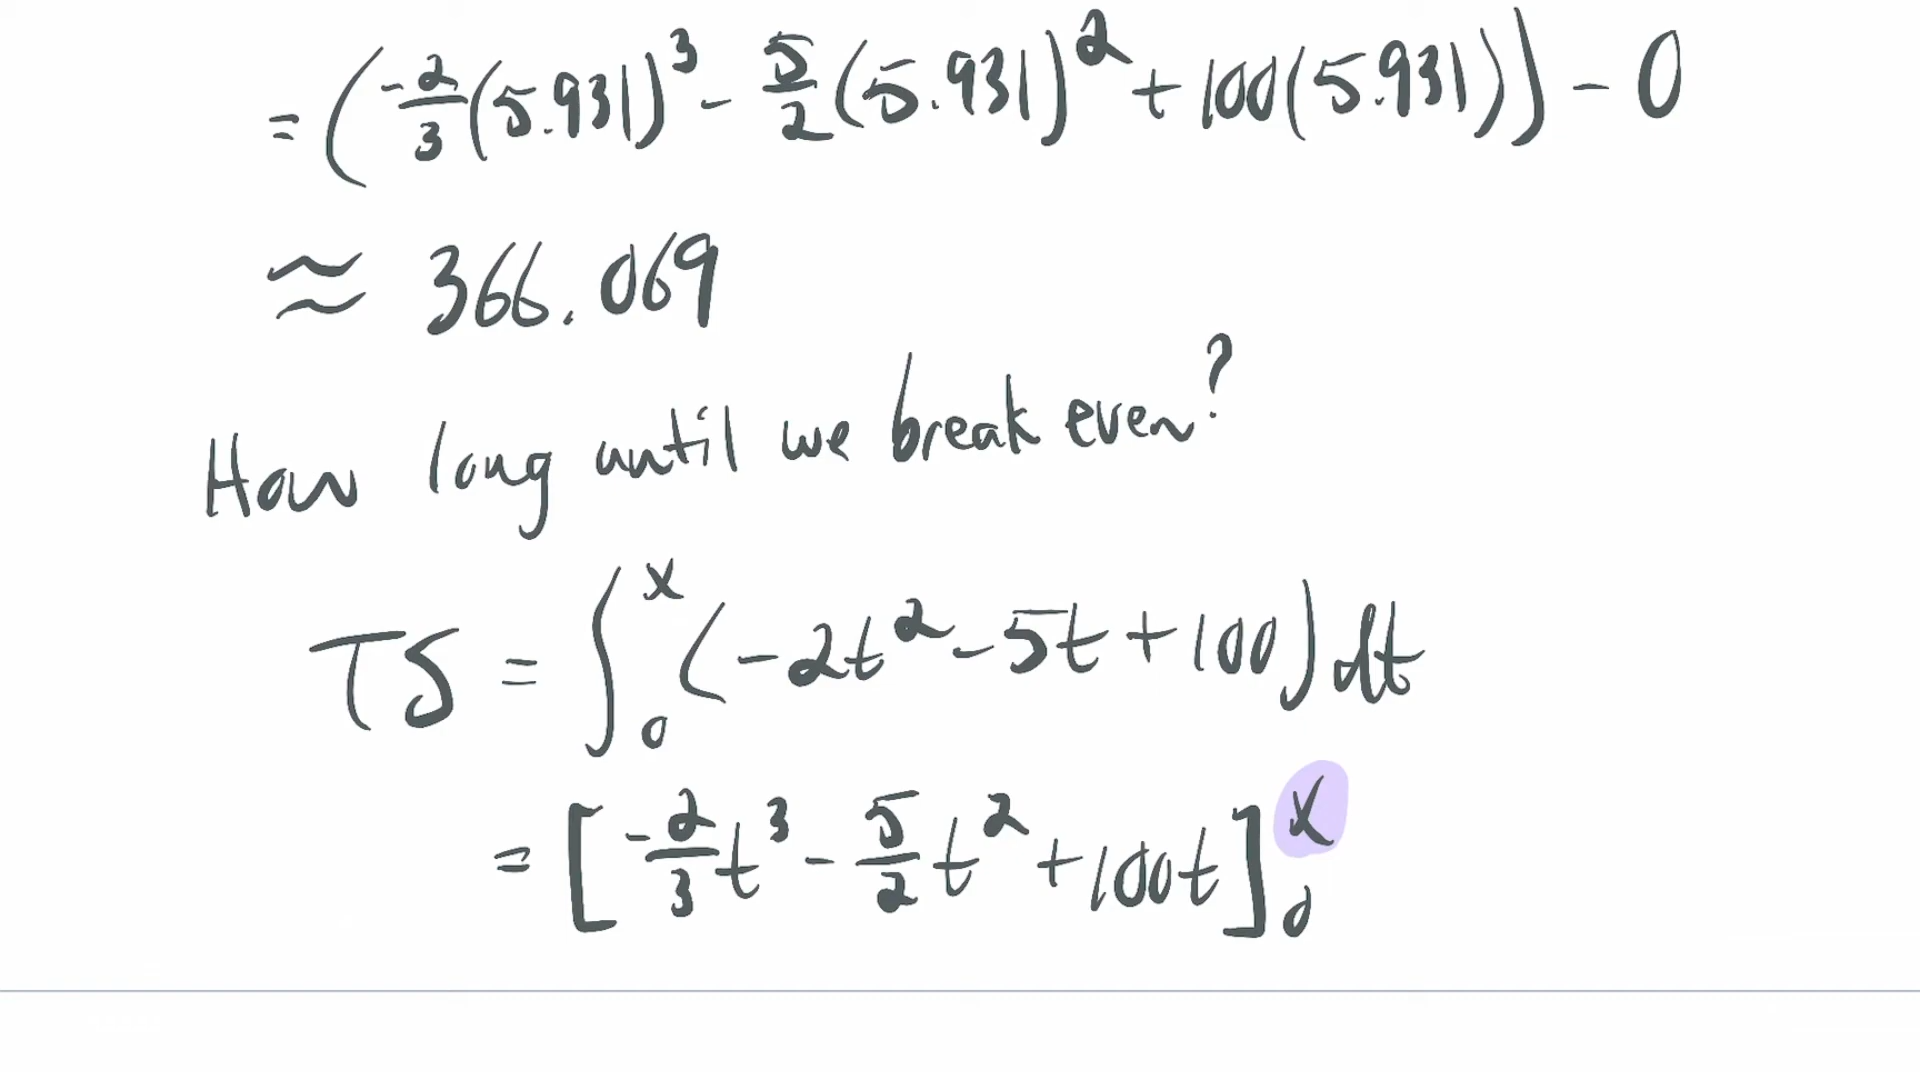 = (-2/3(5.931)^3 - 5/2(5.931)^2 + 100(5.931)) - 0
≈ 366.069
How long until we break even?
TS = ∫_0^x (-2t^2 - 5t + 100) dt
= [-2/3 t^3 - 5/2 t^2 + 100t]_0^x